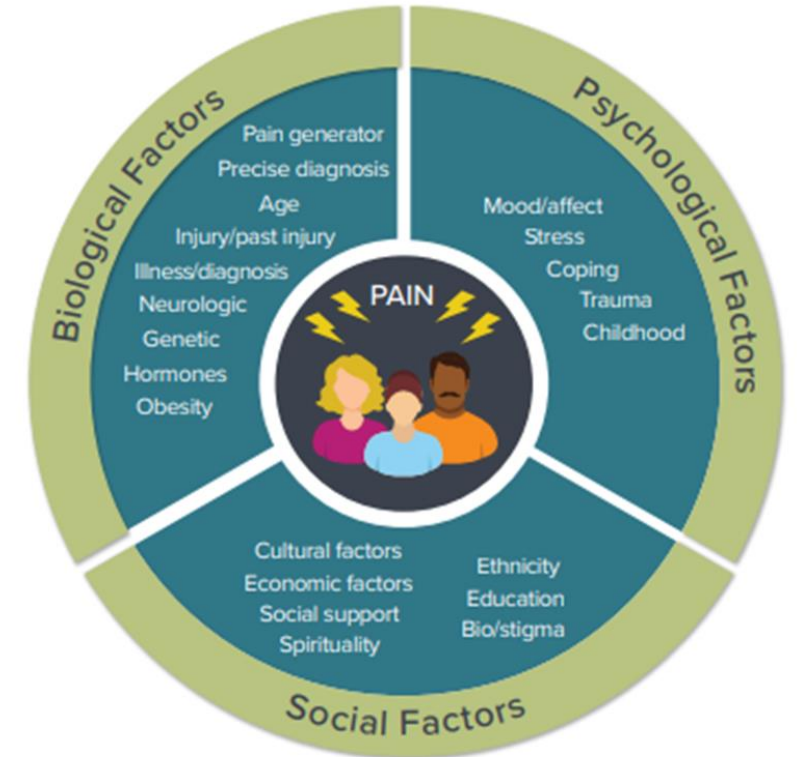 Biological Factors
Pain generator
Precise diagnosis
Age
Injury/past injury
Illness/diagnosis
Neurologic
Genetic
Hormones
Obesity
Psychological Factors
Mood/affect
Stress
Coping
Trauma
Childhood
PAIN
Cultural factors
Economic factors
Social support
Spirituality
Ethnicity
Education
Bio/stigma
Social Factors